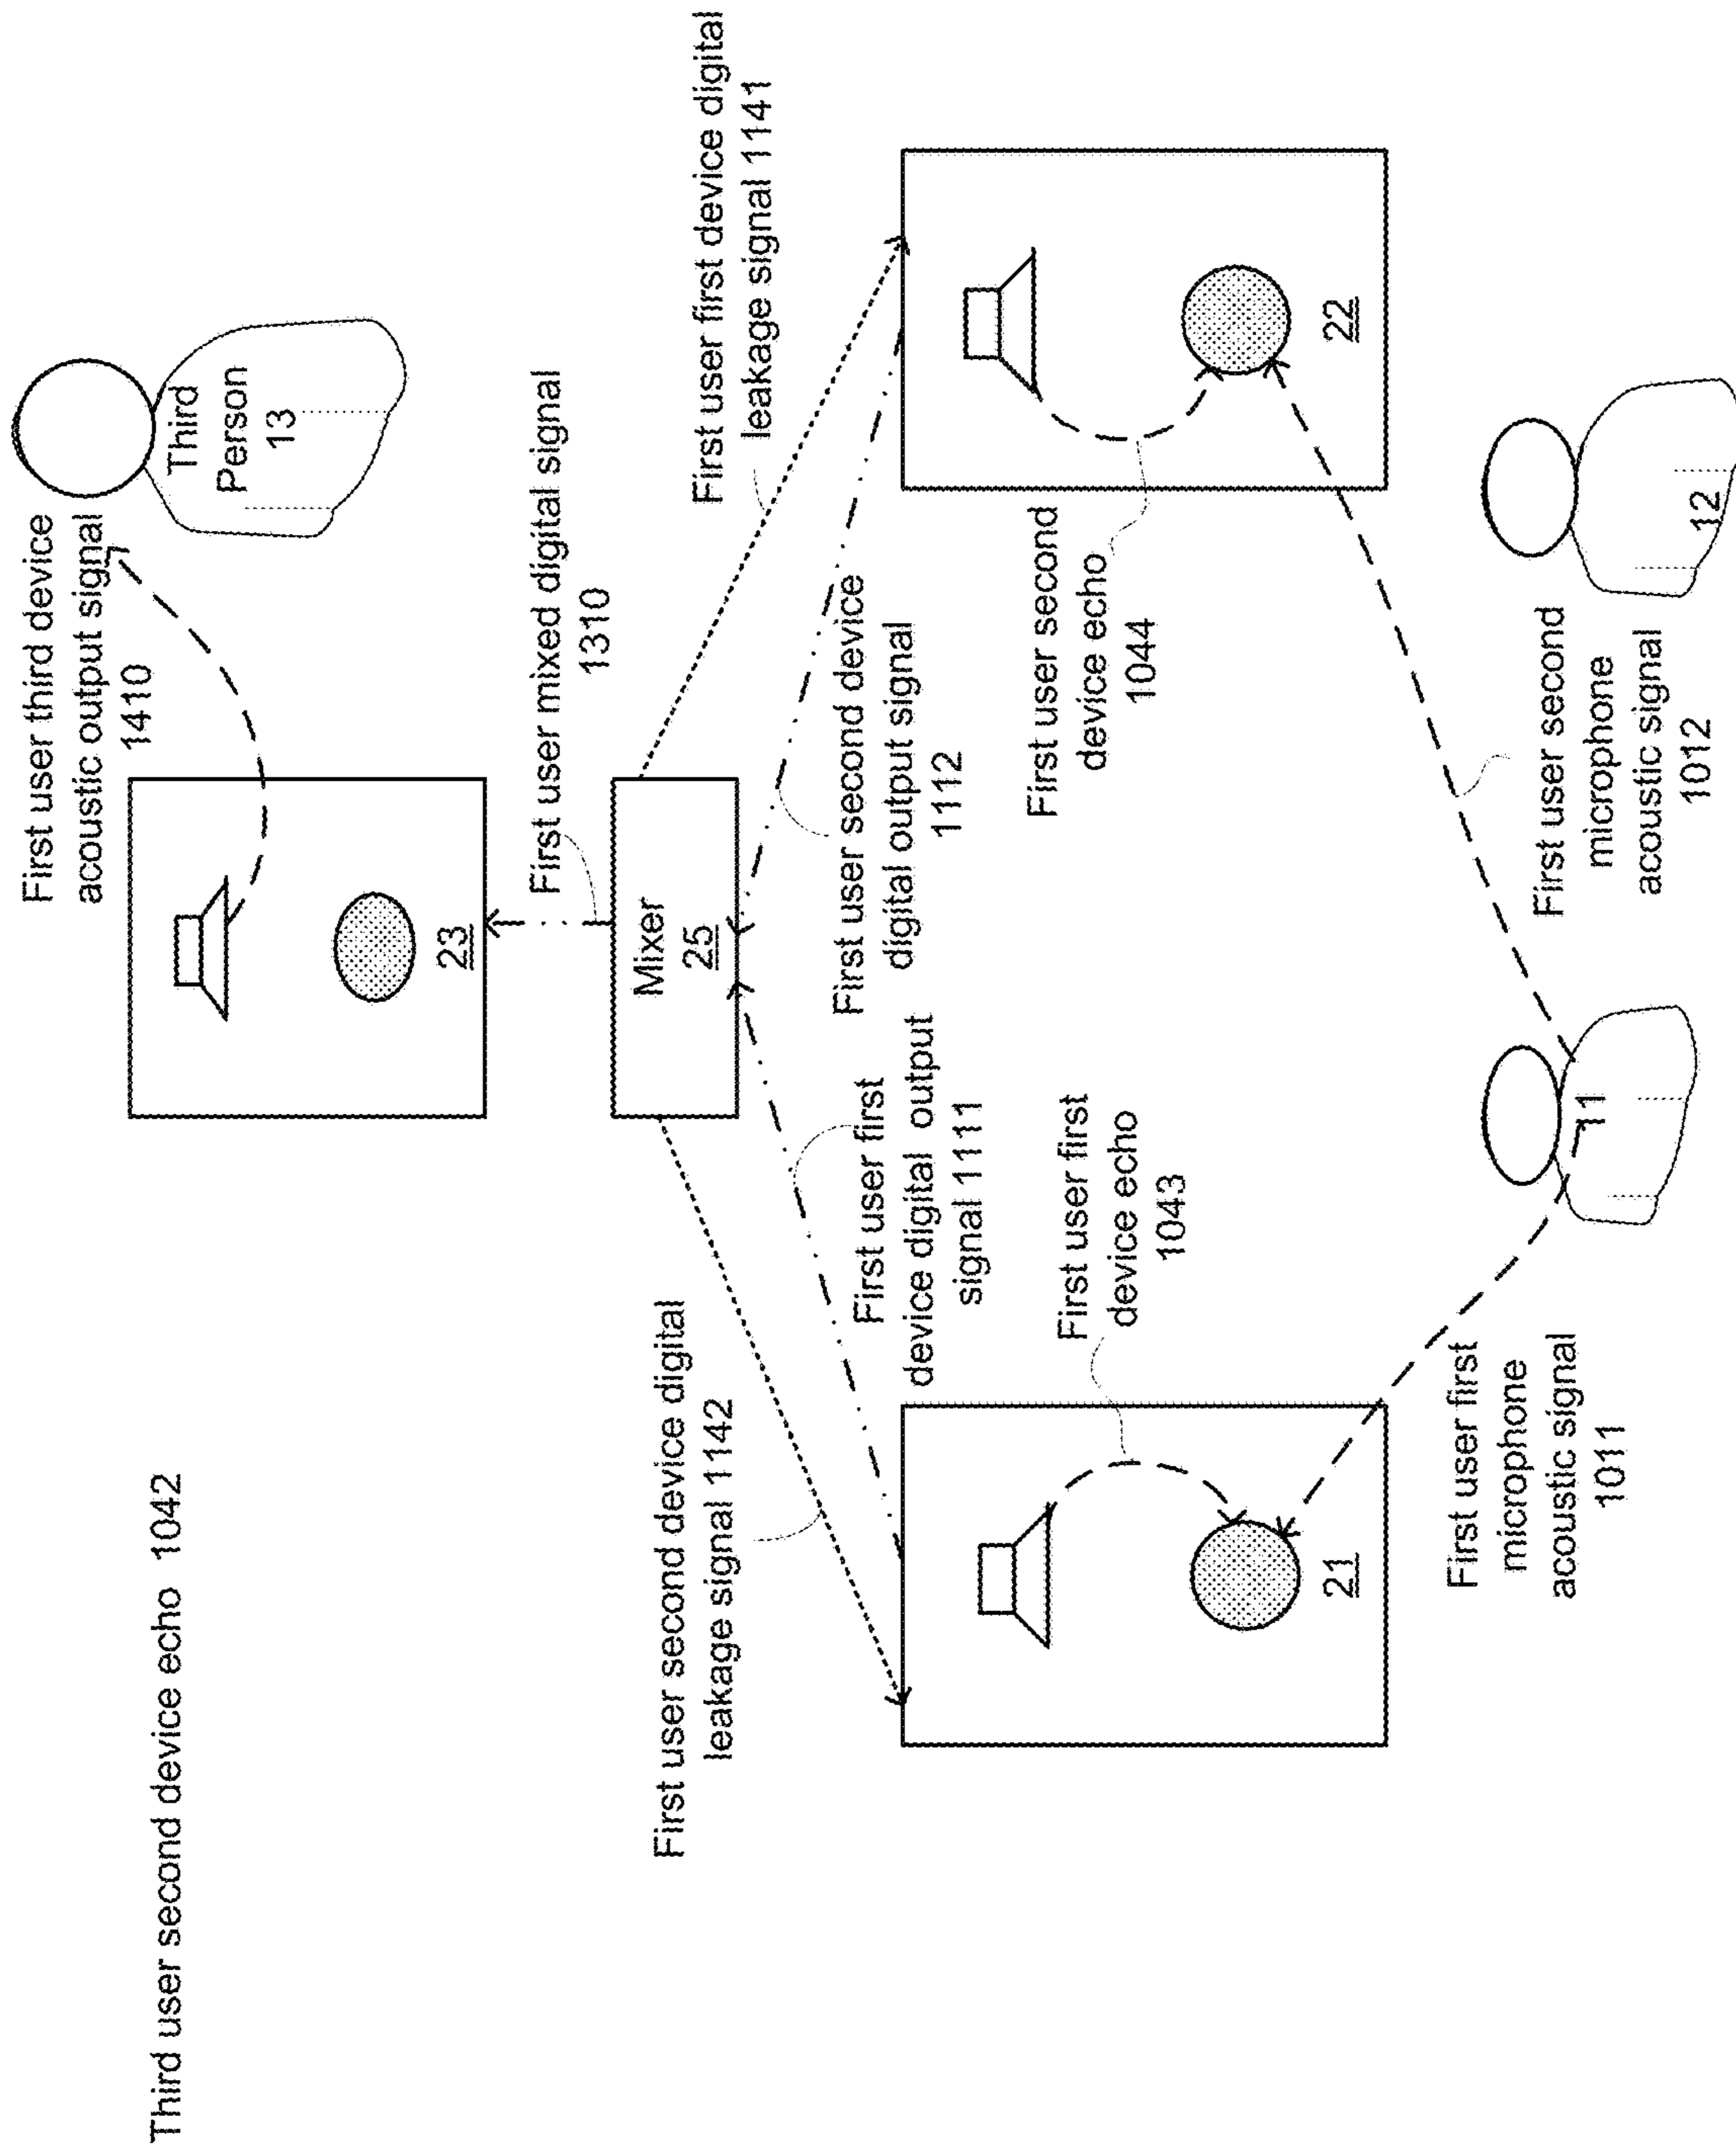 Third user second device echo 1042
First user third device
acoustic output signal
1410
Third
Person
13
23
First user mixed digital signal
1310
Mixer
25
First user second device digital
leakage signal 1142
First user first device digital
leakage signal 1141
First user first
device digital output
signal 1111
First user second device
digital output signal
1112
First user first
device echo
1043
First user second
device echo
1044
21
22
First user first
microphone
acoustic signal
1011
11
First user second
microphone
acoustic signal
1012
12